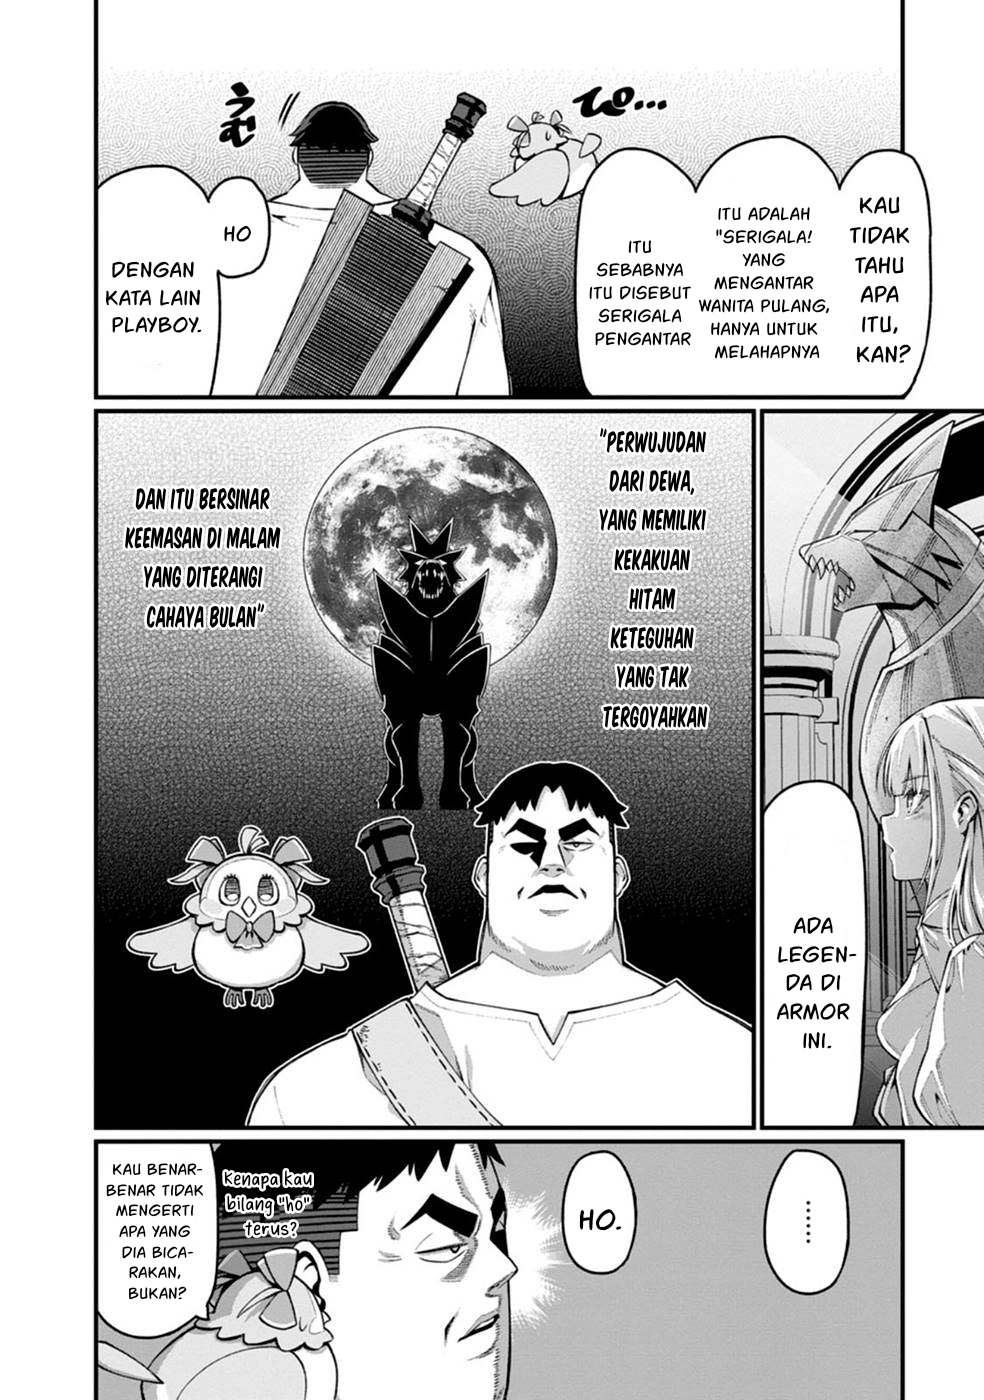 KAU
TIDAK
TAHU
APA
ITU,
KAN?
ITU ADALAH
"SERIGALA!
YANG
MENGANTAR
WANITA PULANG,
HANYA UNTUK
MELAHAPNYA
ITU
SEBABNYA
ITU DISEBUT
SERIGALA
PENGANTAR
ぴ...
うむ
HO
DENGAN
KATA LAIN
PLAYBOY.
ADA
LEGEN-
DA DI
ARMOR
INI.
"PERWUJUDAN
DARI DEWA,
YANG MEMILIKI
KEKAKUAN
HITAM
KETEGUHAN
YANG TAK
TERGOYAHKAN
DAN ITU BERSINAR
KEEMASAN DI MALAM
YANG DITERANGI
CAHAYA BULAN"
......
HO.
Kenapa kau
bilang "ho"
terus?
KAU BENAR-
BENAR TIDAK
MENGERTI
APA YANG
DIA BICA-
RAKAN,
BUKAN?